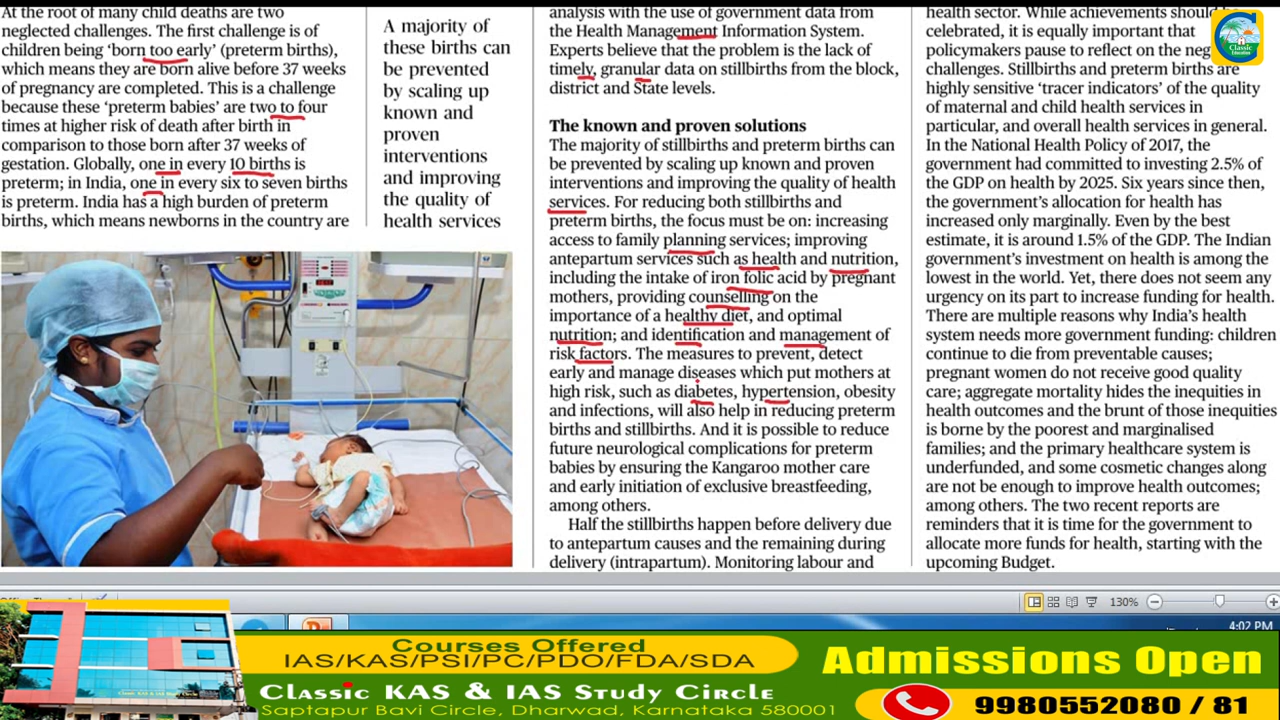 At the root of many child deaths are two
neglected challenges. The first challenge is of
children being ‘born too early’ (preterm births),
which means they are born alive before 37 weeks
of pregnancy are completed. This is a challenge
because these ‘preterm babies’ are two to four
times at higher risk of death after birth in
comparison to those born after 37 weeks of
gestation. Globally, one in every 10 births is
preterm; in India, one in every six to seven births
is preterm. India has a high burden of preterm
births, which means newborns in the country are
A majority of
these births can
be prevented
by scaling up
known and
proven
interventions
and improving
the quality of
health services
analysis with the use of government data from
the Health Management Information System.
Experts believe that the problem is the lack of
timely, granular data on stillbirths from the block,
district and State levels.
The known and proven solutions
The majority of stillbirths and preterm births can
be prevented by scaling up known and proven
interventions and improving the quality of health
services. For reducing both stillbirths and
preterm births, the focus must be on: increasing
access to family planning services; improving
antepartum services such as health and nutrition,
including the intake of iron folic acid by pregnant
mothers, providing counselling on the
importance of a healthy diet, and optimal
nutrition; and identification and management of
risk factors. The measures to prevent, detect
early and manage diseases which put mothers at
high risk, such as diabetes, hypertension, obesity
and infections, will also help in reducing preterm
births and stillbirths. And it is possible to reduce
future neurological complications for preterm
babies by ensuring the Kangaroo mother care
and early initiation of exclusive breastfeeding,
among others.
Half the stillbirths happen before delivery due
to antepartum causes and the remaining during
delivery (intrapartum). Monitoring labour and
health sector. While achievements should be
celebrated, it is equally important that
policymakers pause to reflect on the
challenges. Stillbirths and preterm births are
highly sensitive ‘tracer indicators’ of the quality
of maternal and child health services in
particular, and overall health services in general.
In the National Health Policy of 2017, the
government had committed to investing 2.5% of
the GDP on health by 2025. Six years since then,
the government’s allocation for health has
increased only marginally. Even by the best
estimate, it is around 1.5% of the GDP. The Indian
government’s investment on health is among the
lowest in the world. Yet, there does not seem any
urgency on its part to increase funding for health.
There are multiple reasons why India’s health
system needs more government funding: children
continue to die from preventable causes;
pregnant women do not receive good quality
care; aggregate mortality hides the inequities in
health outcomes and the brunt of those inequities
is borne by the poorest and marginalised
families; and the primary healthcare system is
underfunded, and some cosmetic changes along
are not be enough to improve health outcomes;
among others. The two recent reports are
reminders that it is time for the government to
allocate more funds for health, starting with the
upcoming Budget.
Classic
Education
130%
4:02 PM
Courses Offered
IAS/KAS/PSI/PC/PDO/FDA/SDA
Classic KAS & IAS Study Circle
Saptapur Bavi Circle, Dharwad, Karnataka 580001
Admissions Open
9980552080 / 81